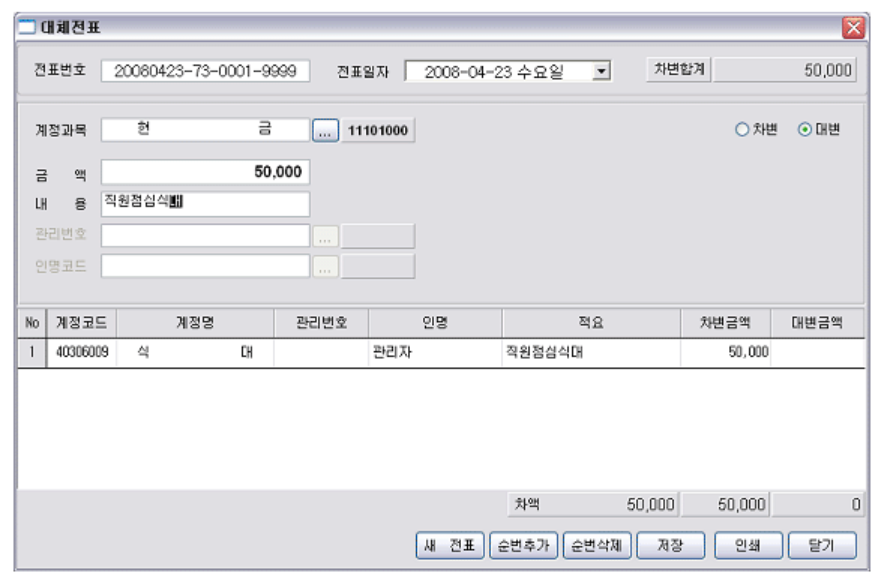 대체전표
전표번호 20080423-73-0001-9999 전표일자 2008-04-23 수요일 차변합계 50,000
계정과목 현 금 ... 11101000 차변 대변
금 액 50,000
내 용 직원점심식배
관리번호 ...
인명코드 ...
No 계정코드 계정명 관리번호 인명 적요 차변금액 대변금액
1 40306009 식 대 관리자 직원점심식대 50,000
차액 50,000 50,000 0
새 전표 순번추가 순번삭제 저장 인쇄 닫기